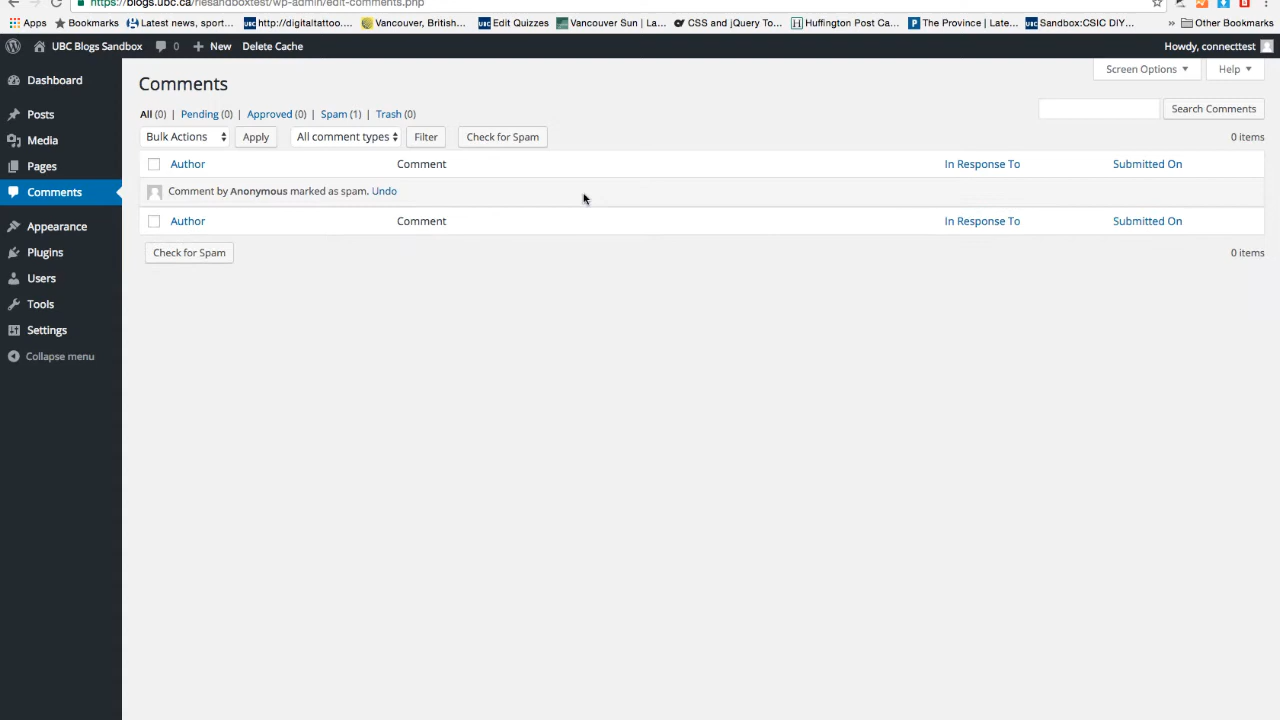 https://blogs.ubc.ca/riesandboxtest/wp-admin/edit-comments.php
Apps Bookmarks Latest news, sport... http://digitaltattoo.... Vancouver, British... Edit Quizzes Vancouver Sun | La... CSS and jQuery To... Huffington Post Ca... The Province | Late... Sandbox:CSIC DIY... » Other Bookmarks
UBC Blogs Sandbox 0 + New Delete Cache Howdy, connecttest
Dashboard
Posts
Media
Pages
Comments
Appearance
Plugins
Users
Tools
Settings
Collapse menu
Screen Options Help
Comments
All (0) | Pending (0) | Approved (0) | Spam (1) | Trash (0)
Search Comments
Bulk Actions Apply All comment types Filter Check for Spam 0 items
Author Comment In Response To Submitted On
Comment by Anonymous marked as spam. Undo
Author Comment In Response To Submitted On
Check for Spam 0 items